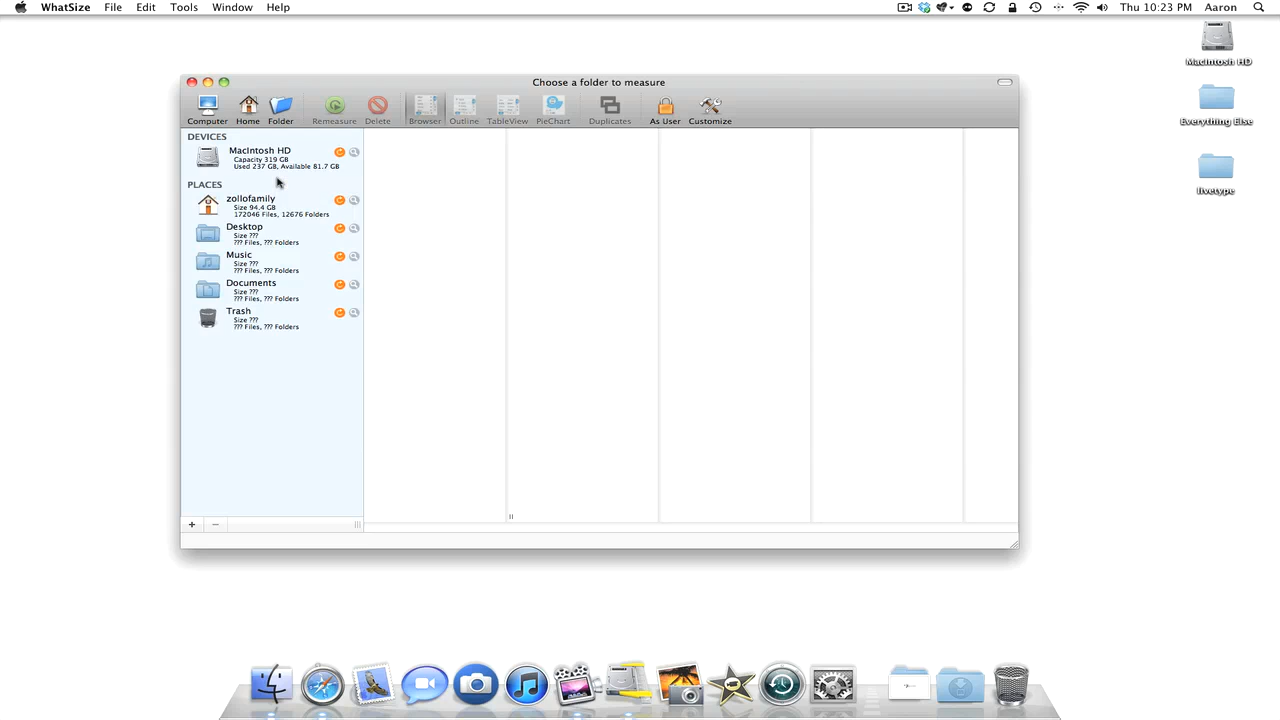 WhatSize File Edit Tools Window Help Thu 10:23 PM Aaron
Macintosh HD
Everything Else
livetype
Choose a folder to measure
Computer Home Folder Remeasure Delete Browser Outline TableView PieChart Duplicates As User Customize
DEVICES
Macintosh HD
Capacity 319 GB
Used 237 GB, Available 81.7 GB
PLACES
zollofamily
Size 94.4 GB
172046 Files, 12676 Folders
Desktop
Size ???
??? Files, ??? Folders
Music
Size ???
??? Files, ??? Folders
Documents
Size ???
??? Files, ??? Folders
Trash
Size ???
??? Files, ??? Folders